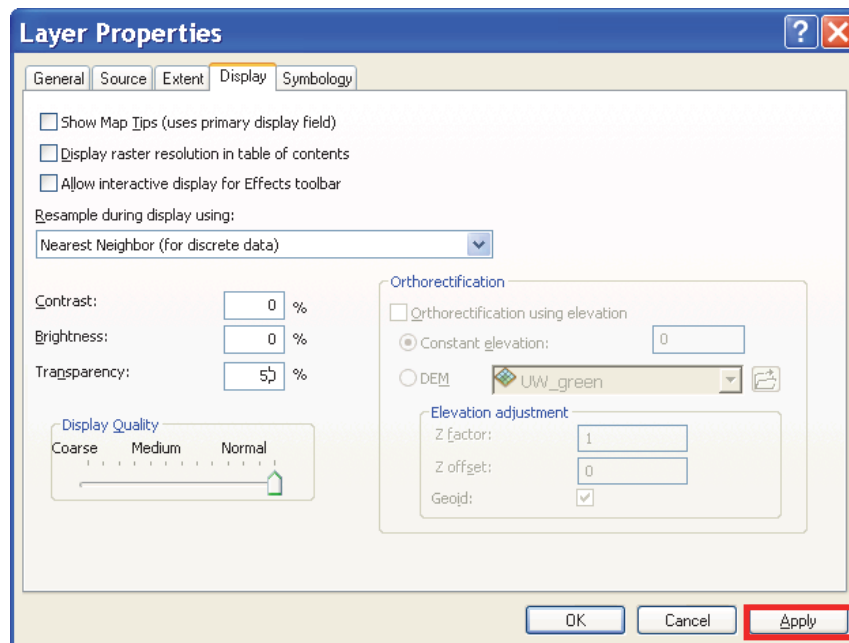 Layer Properties
General Source Extent Display Symbology
Show Map Tips (uses primary display field)
Display raster resolution in table of contents
Allow interactive display for Effects toolbar
Resample during display using:
Nearest Neighbor (for discrete data)
Contrast: 0 %
Brightness: 0 %
Transparency: %
Display Quality
Coarse Medium Normal
Orthorectification
Orthorectification using elevation
Constant elevation: 0
DEM UW_green
Elevation adjustment
Z factor: 1
Z offset: 0
Geoid:
OK Cancel Apply